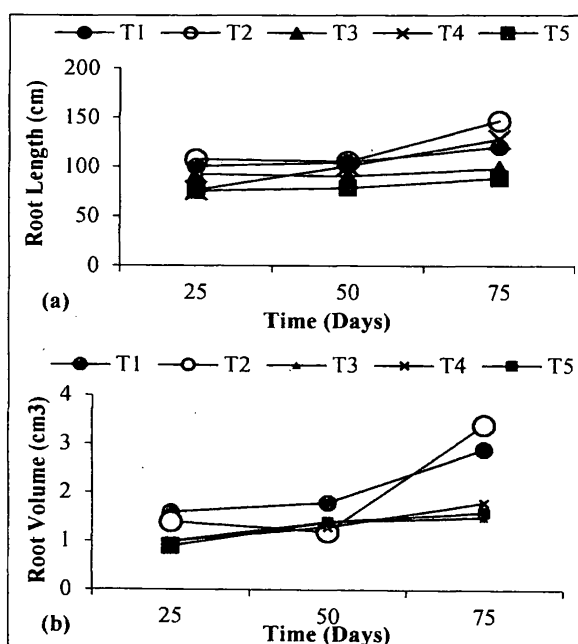 T1 T2 T3 T4 T5
200
150
100
50
0
Root Length (cm)
25 50 75
(a)
Time (Days)
T1 T2 T3 T4 T5
4
3
2
1
0
Root Volume (cm3)
25 50 75
(b)
Time (Days)